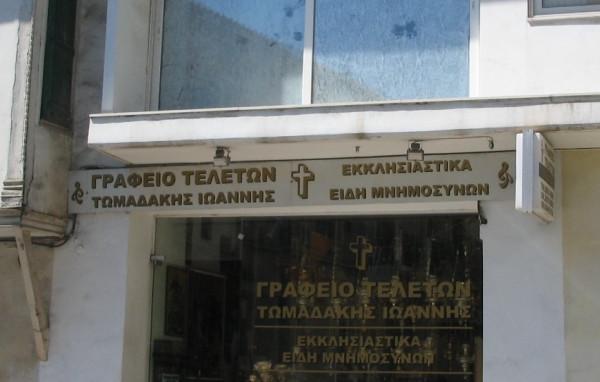 ΓΡΑΦΕΙΟ ΤΕΛΕΤΩΝ
ΤΩΜΑΔΑΚΗΣ ΙΩΑΝΝΗΣ
ΕΚΚΛΗΣΙΑΣΤΙΚΑ
ΕΙΔΗ ΜΝΗΜΟΣΥΝΩΝ
ΓΡΑΦΕΙΟ ΤΕΛΕΤΩΝ
ΤΩΜΑΔΑΚΗΣ ΙΩΑΝΝΗΣ
ΕΚΚΛΗΣΙΑΣΤΙΚΑ
ΕΙΔΗ ΜΝΗΜΟΣΥΝΩΝ